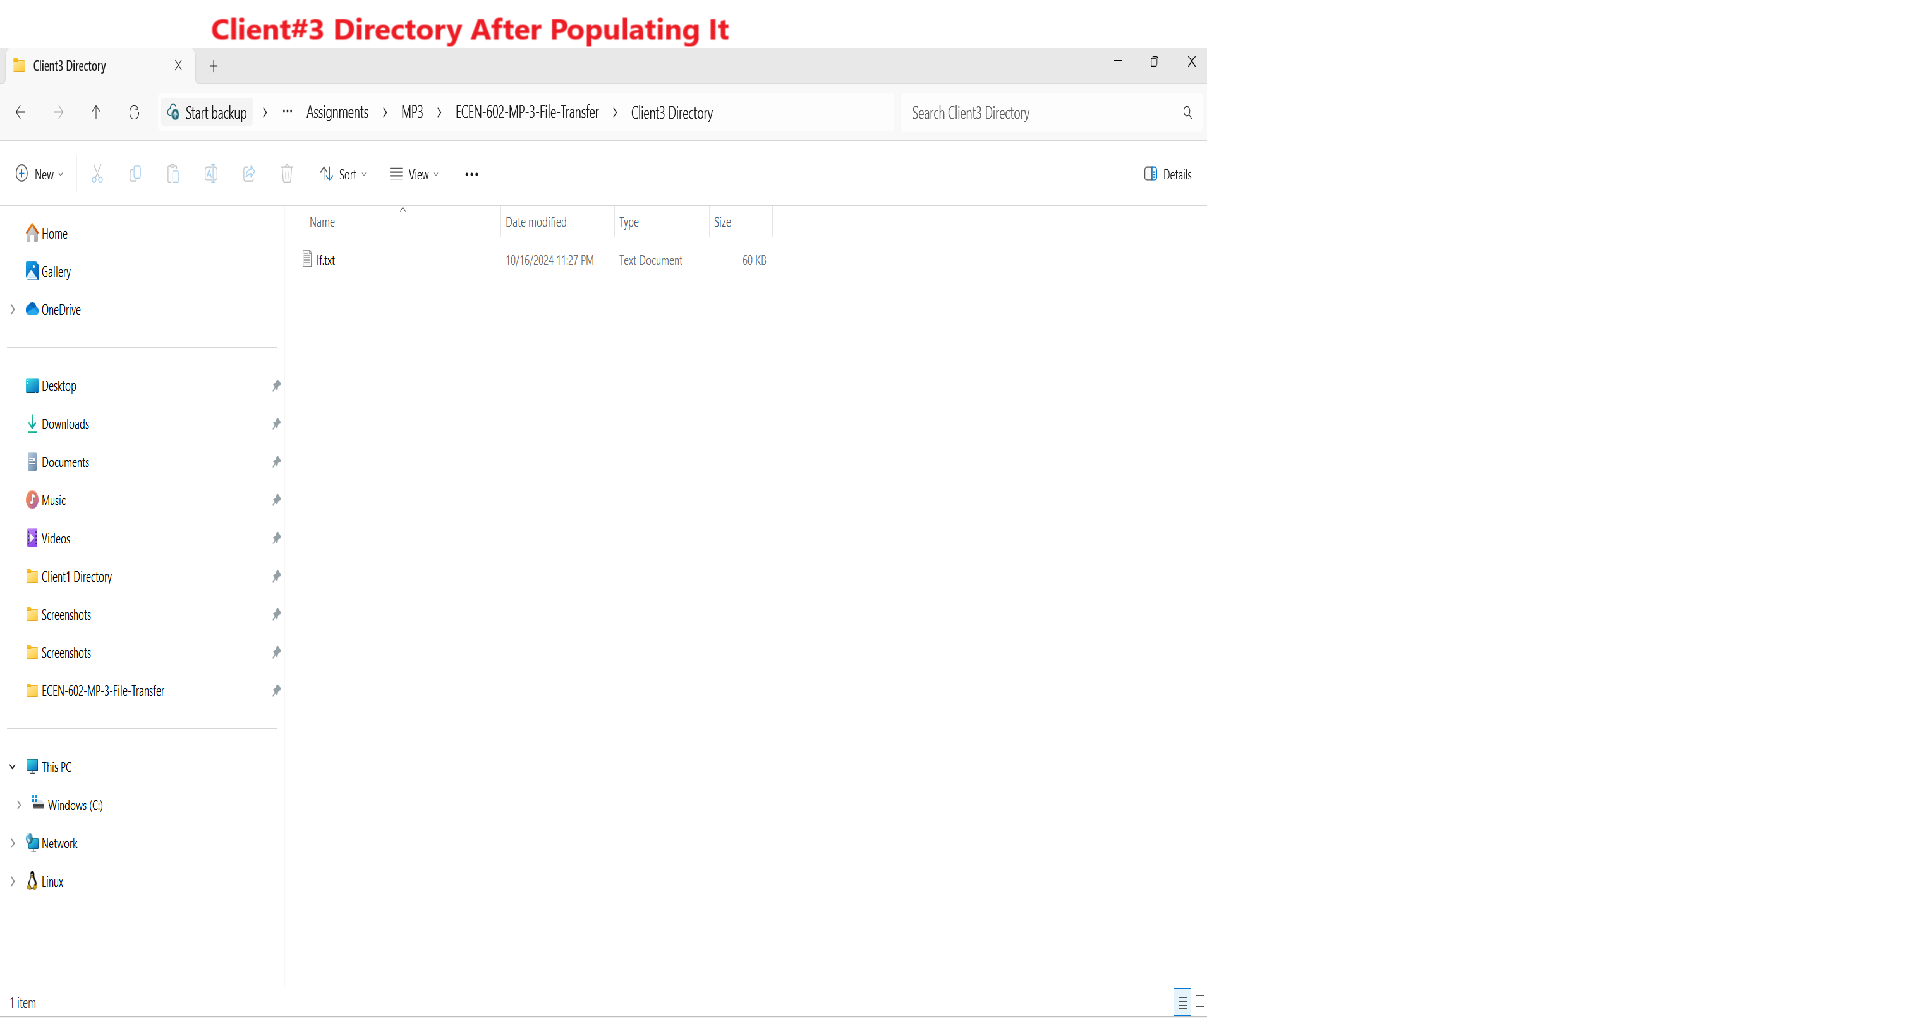 Client#3 Directory After Populating It
Client3 Directory
Start backup > ... Assignments > MP3 > ECEN-602-MP-3-File-Transfer > Client3 Directory
Search Client3 Directory
New
Sort
View
Details
Name Date modified Type Size
lf.txt 10/16/2024 11:27 PM Text Document 60 KB
Home
Gallery
OneDrive
Desktop
Downloads
Documents
Music
Videos
Client1 Directory
Screenshots
Screenshots
ECEN-602-MP-3-File-Transfer
This PC
Windows (C:)
Network
Linux
1 item